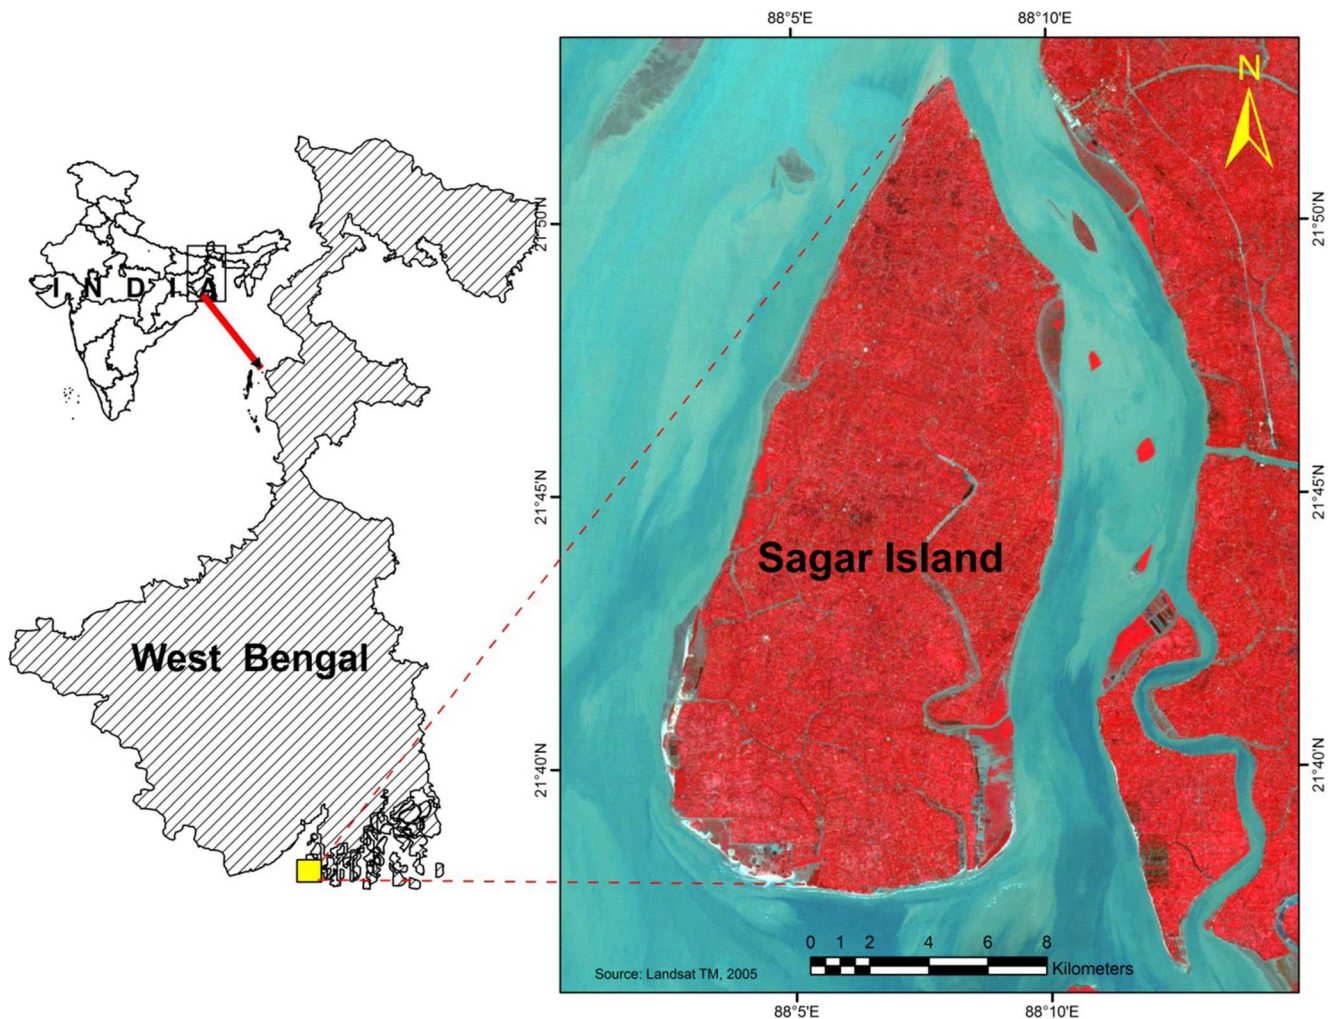 88°5'E 88°10'E
N
INDIA
21°50'N
21°50'N
21°45'N
21°45'N
Sagar Island
West Bengal
21°40'N
21°40'N
0 1 2 4 6 8
Kilometers
Source: Landsat TM, 2005
88°5'E 88°10'E